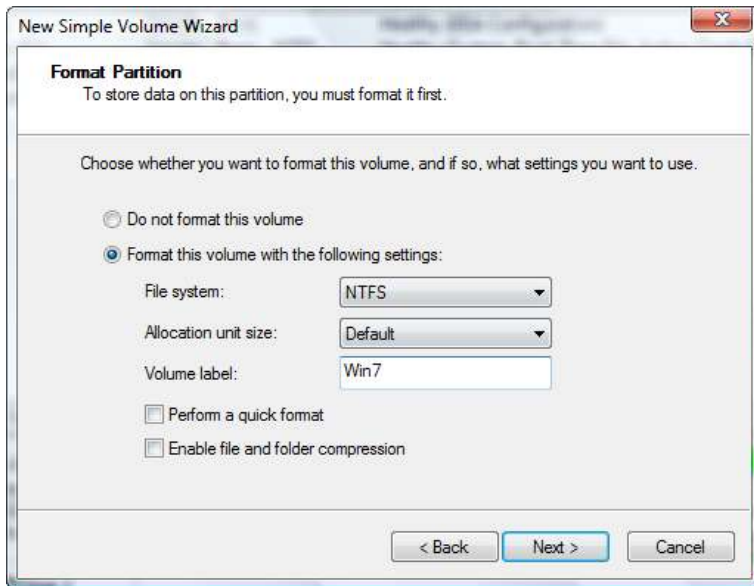 New Simple Volume Wizard
Format Partition
To store data on this partition, you must format it first.
Choose whether you want to format this volume, and if so, what settings you want to use.
Do not format this volume
Format this volume with the following settings:
File system: NTFS
Allocation unit size: Default
Volume label: Win7
Perform a quick format
Enable file and folder compression
< Back Next > Cancel